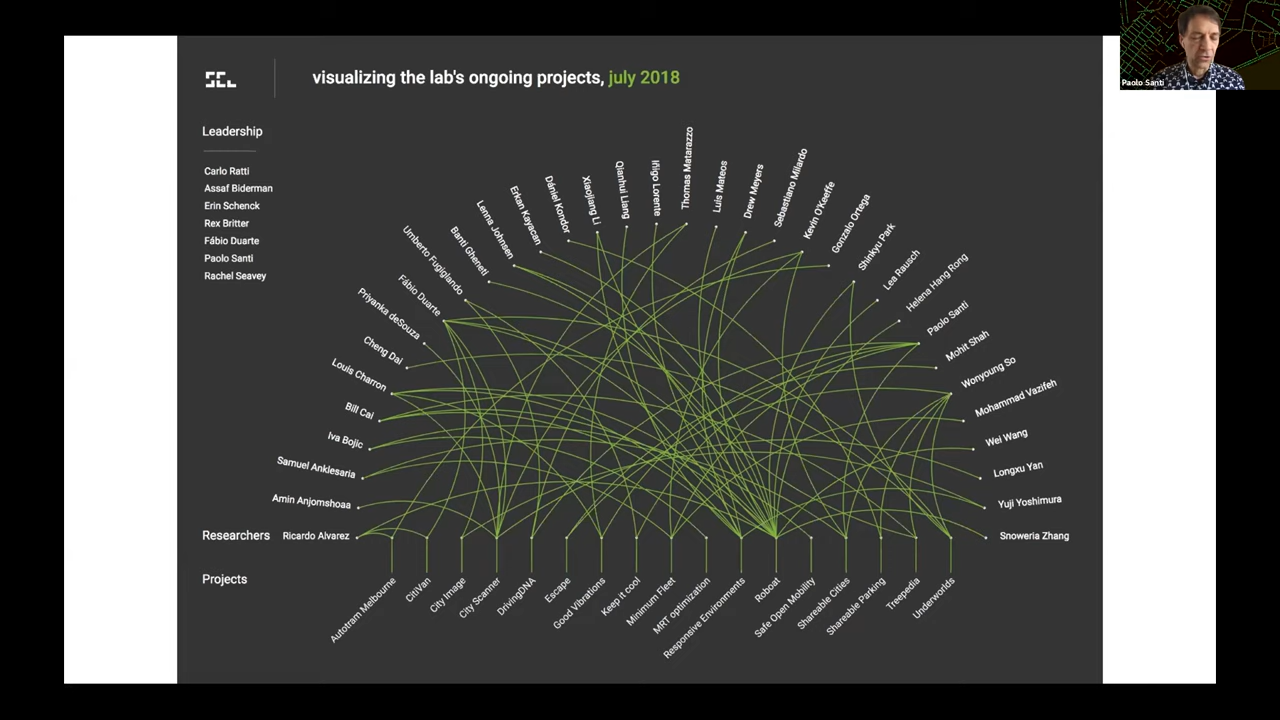 SCL
visualizing the lab's ongoing projects, july 2018
Paolo Santi
Leadership
Carlo Ratti
Assaf Biderman
Erin Schenck
Rex Britter
Fábio Duarte
Paolo Santi
Rachel Seavey
Researchers
Ricardo Alvarez
Amin Anjomshoaa
Samuel Anklesaria
Iva Bojic
Bill Cai
Louis Charron
Cheng Dai
Priyanka deSouza
Fábio Duarte
Umberto Fugiglando
Banti Gheneti
Lenna Johnsen
Erkan Kayacan
Dániel Kondor
Xiaojiang Li
Qianhui Liang
Iñigo Lorente
Thomas Matarazzo
Luis Mateos
Drew Meyers
Sebastiano Milardo
Kevin O'Keeffe
Gonzalo Ortega
Shinkyu Park
Lea Rausch
Helena Hang Rong
Paolo Santi
Mohit Shah
Wonyoung So
Mohammad Vazifeh
Wei Wang
Longxu Yan
Yuji Yoshimura
Snoweria Zhang
Projects
Autotram Melbourne
CitiVan
City Image
City Scanner
DrivingDNA
Escape
Good Vibrations
Keep it cool
Minimum Fleet
MRT optimization
Responsive Environments
Roboat
Safe Open Mobility
Shareable Cities
Shareable Parking
Treepedia
Underworlds